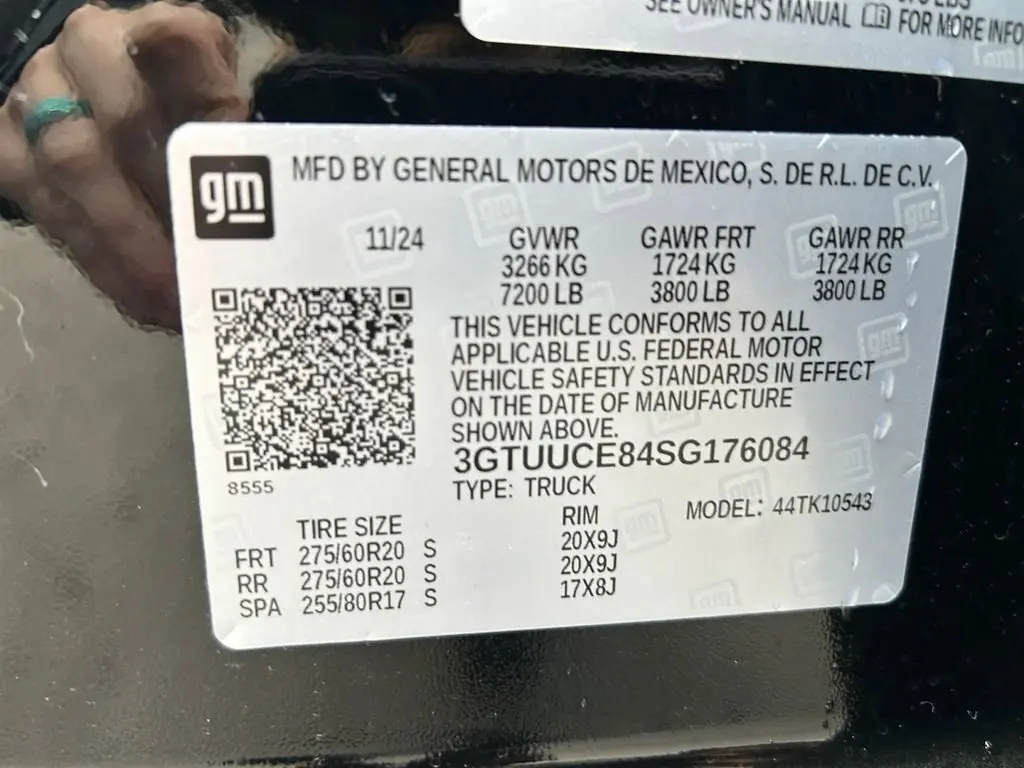 SEE OWNER'S MANUAL FOR MORE INFO
gm
MFD BY GENERAL MOTORS DE MEXICO, S. DE R.L. DE C.V.
11/24 GVWR GAWR FRT GAWR RR
3266 KG 1724 KG 1724 KG
7200 LB 3800 LB 3800 LB
THIS VEHICLE CONFORMS TO ALL
APPLICABLE U.S. FEDERAL MOTOR
VEHICLE SAFETY STANDARDS IN EFFECT
ON THE DATE OF MANUFACTURE
SHOWN ABOVE.
3GTUUCE84SG176084
8555
TYPE: TRUCK
MODEL: 44TK10543
TIRE SIZE RIM
FRT 275/60R20 S 20X9J
RR 275/60R20 S 20X9J
SPA 255/80R17 S 17X8J